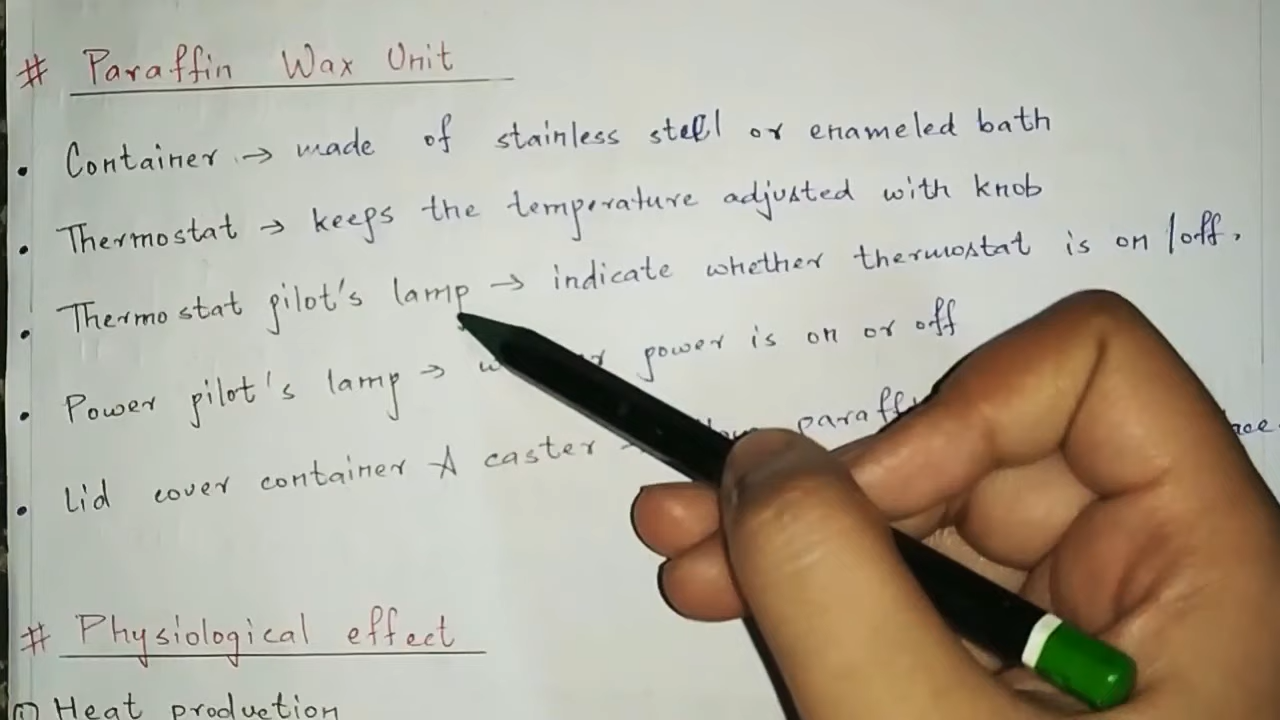 # Paraffin Wax Unit
• Container → made of stainless steel or enameled bath
• Thermostat → keeps the temperature adjusted with knob
• Thermostat pilot's lamp → indicate whether thermostat is on / off.
• Power pilot's lamp → power is on or off
• Lid cover container A caster
# Physiological effect
① Heat production